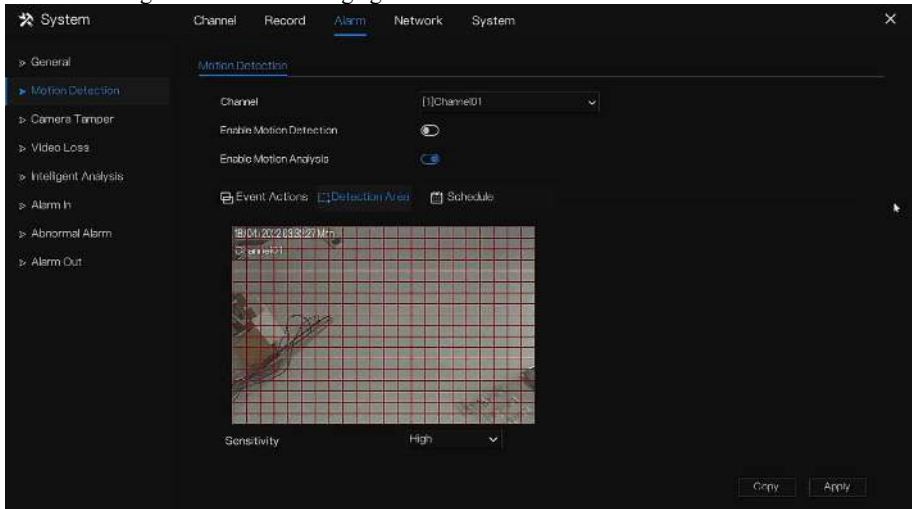 System
Channel Record Alarm Network System
General
Motion Detection
Camera Tamper
Video Loss
Intelligent Analysis
Alarm In
Abnormal Alarm
Alarm Out
Motion Detection
Channel [1]Channel01
Enable Motion Detection
Enable Motion Analysis
Event Actions Detection Area Schedule
Channel01
Sensitivity High
Copy Apply